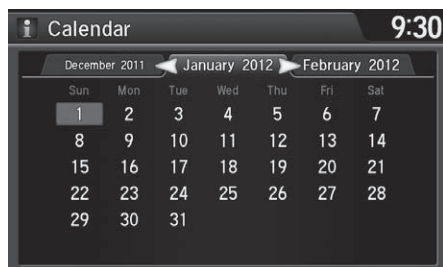 i Calendar 9:30
December 2011 January 2012 February 2012
Sun Mon Tue Wed Thu Fri Sat
1 2 3 4 5 6 7
8 9 10 11 12 13 14
15 16 17 18 19 20 21
22 23 24 25 26 27 28
29 30 31